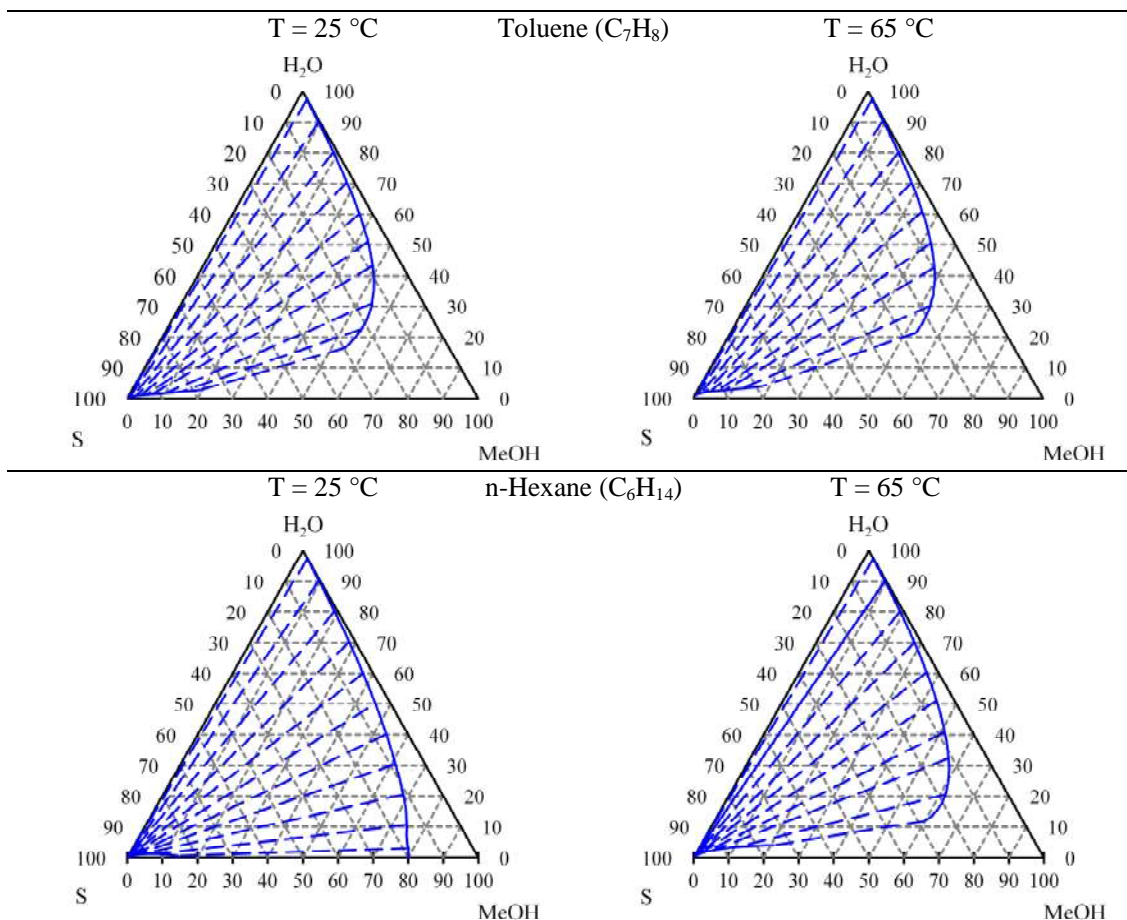 T = 25 °C Toluene (C₇H₈) T = 65 °C
H₂O H₂O
0 100 0 100
10 90 10 90
20 80 20 80
30 70 30 70
40 60 40 60
50 50 50 50
60 40 60 40
70 30 70 30
80 20 80 20
90 10 90 10
100 0 100 0
0 10 20 30 40 50 60 70 80 90 100 0 10 20 30 40 50 60 70 80 90 100
S S
MeOH MeOH
T = 25 °C n-Hexane (C₆H₁₄) T = 65 °C
H₂O H₂O
0 100 0 100
10 90 10 90
20 80 20 80
30 70 30 70
40 60 40 60
50 50 50 50
60 40 60 40
70 30 70 30
80 20 80 20
90 10 90 10
100 0 100 0
0 10 20 30 40 50 60 70 80 90 100 0 10 20 30 40 50 60 70 80 90 100
S S
MeOH MeOH